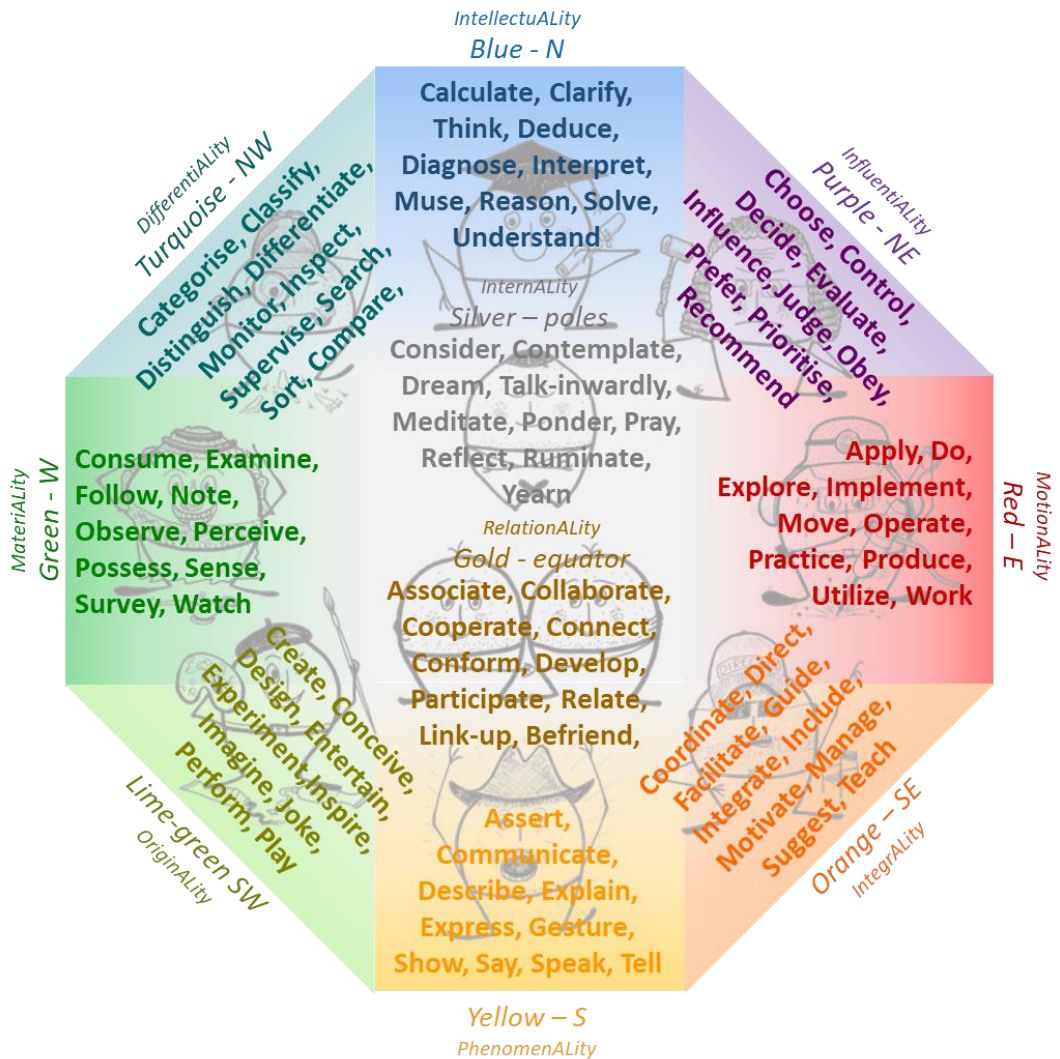 IntellectuALity
Blue - N
Calculate, Clarify,
Think, Deduce,
Diagnose, Interpret,
Muse, Reason, Solve,
Understand
DifferentiALity
Turquoise - NW
Categorise, Classify,
Distinguish, Differentiate,
Monitor, Inspect,
Supervise, Search,
Sort, Compare,
InfluentiALity
Purple - NE
Choose, Control,
Decide, Evaluate,
Influence, Judge, Obey,
Prefer, Prioritise,
Recommend
InternALity
Silver – poles
Consider, Contemplate,
Dream, Talk-inwardly,
Meditate, Ponder, Pray,
Reflect, Ruminate,
Yearn
MateriALity
Green - W
Consume, Examine,
Follow, Note,
Observe, Perceive,
Possess, Sense,
Survey, Watch
Apply, Do,
Explore, Implement,
Move, Operate,
Practice, Produce,
Utilize, Work
MotionALity
Red – E
RelationALity
Gold - equator
Associate, Collaborate,
Cooperate, Connect,
Conform, Develop,
Participate, Relate,
Link-up, Befriend,
Create, Conceive,
Design, Entertain,
Experiment,Inspire,
Imagine, Joke,
Perform, Play
Lime-green SW
OriginALity
DIRECT
Coordinate, Direct,
Facilitate, Guide,
Integrate, Include,
Motivate, Manage,
Suggest, Teach
Orange – SE
IntegrALity
Assert,
Communicate,
Describe, Explain,
Express, Gesture,
Show, Say, Speak, Tell
Yellow – S
PhenomenALity